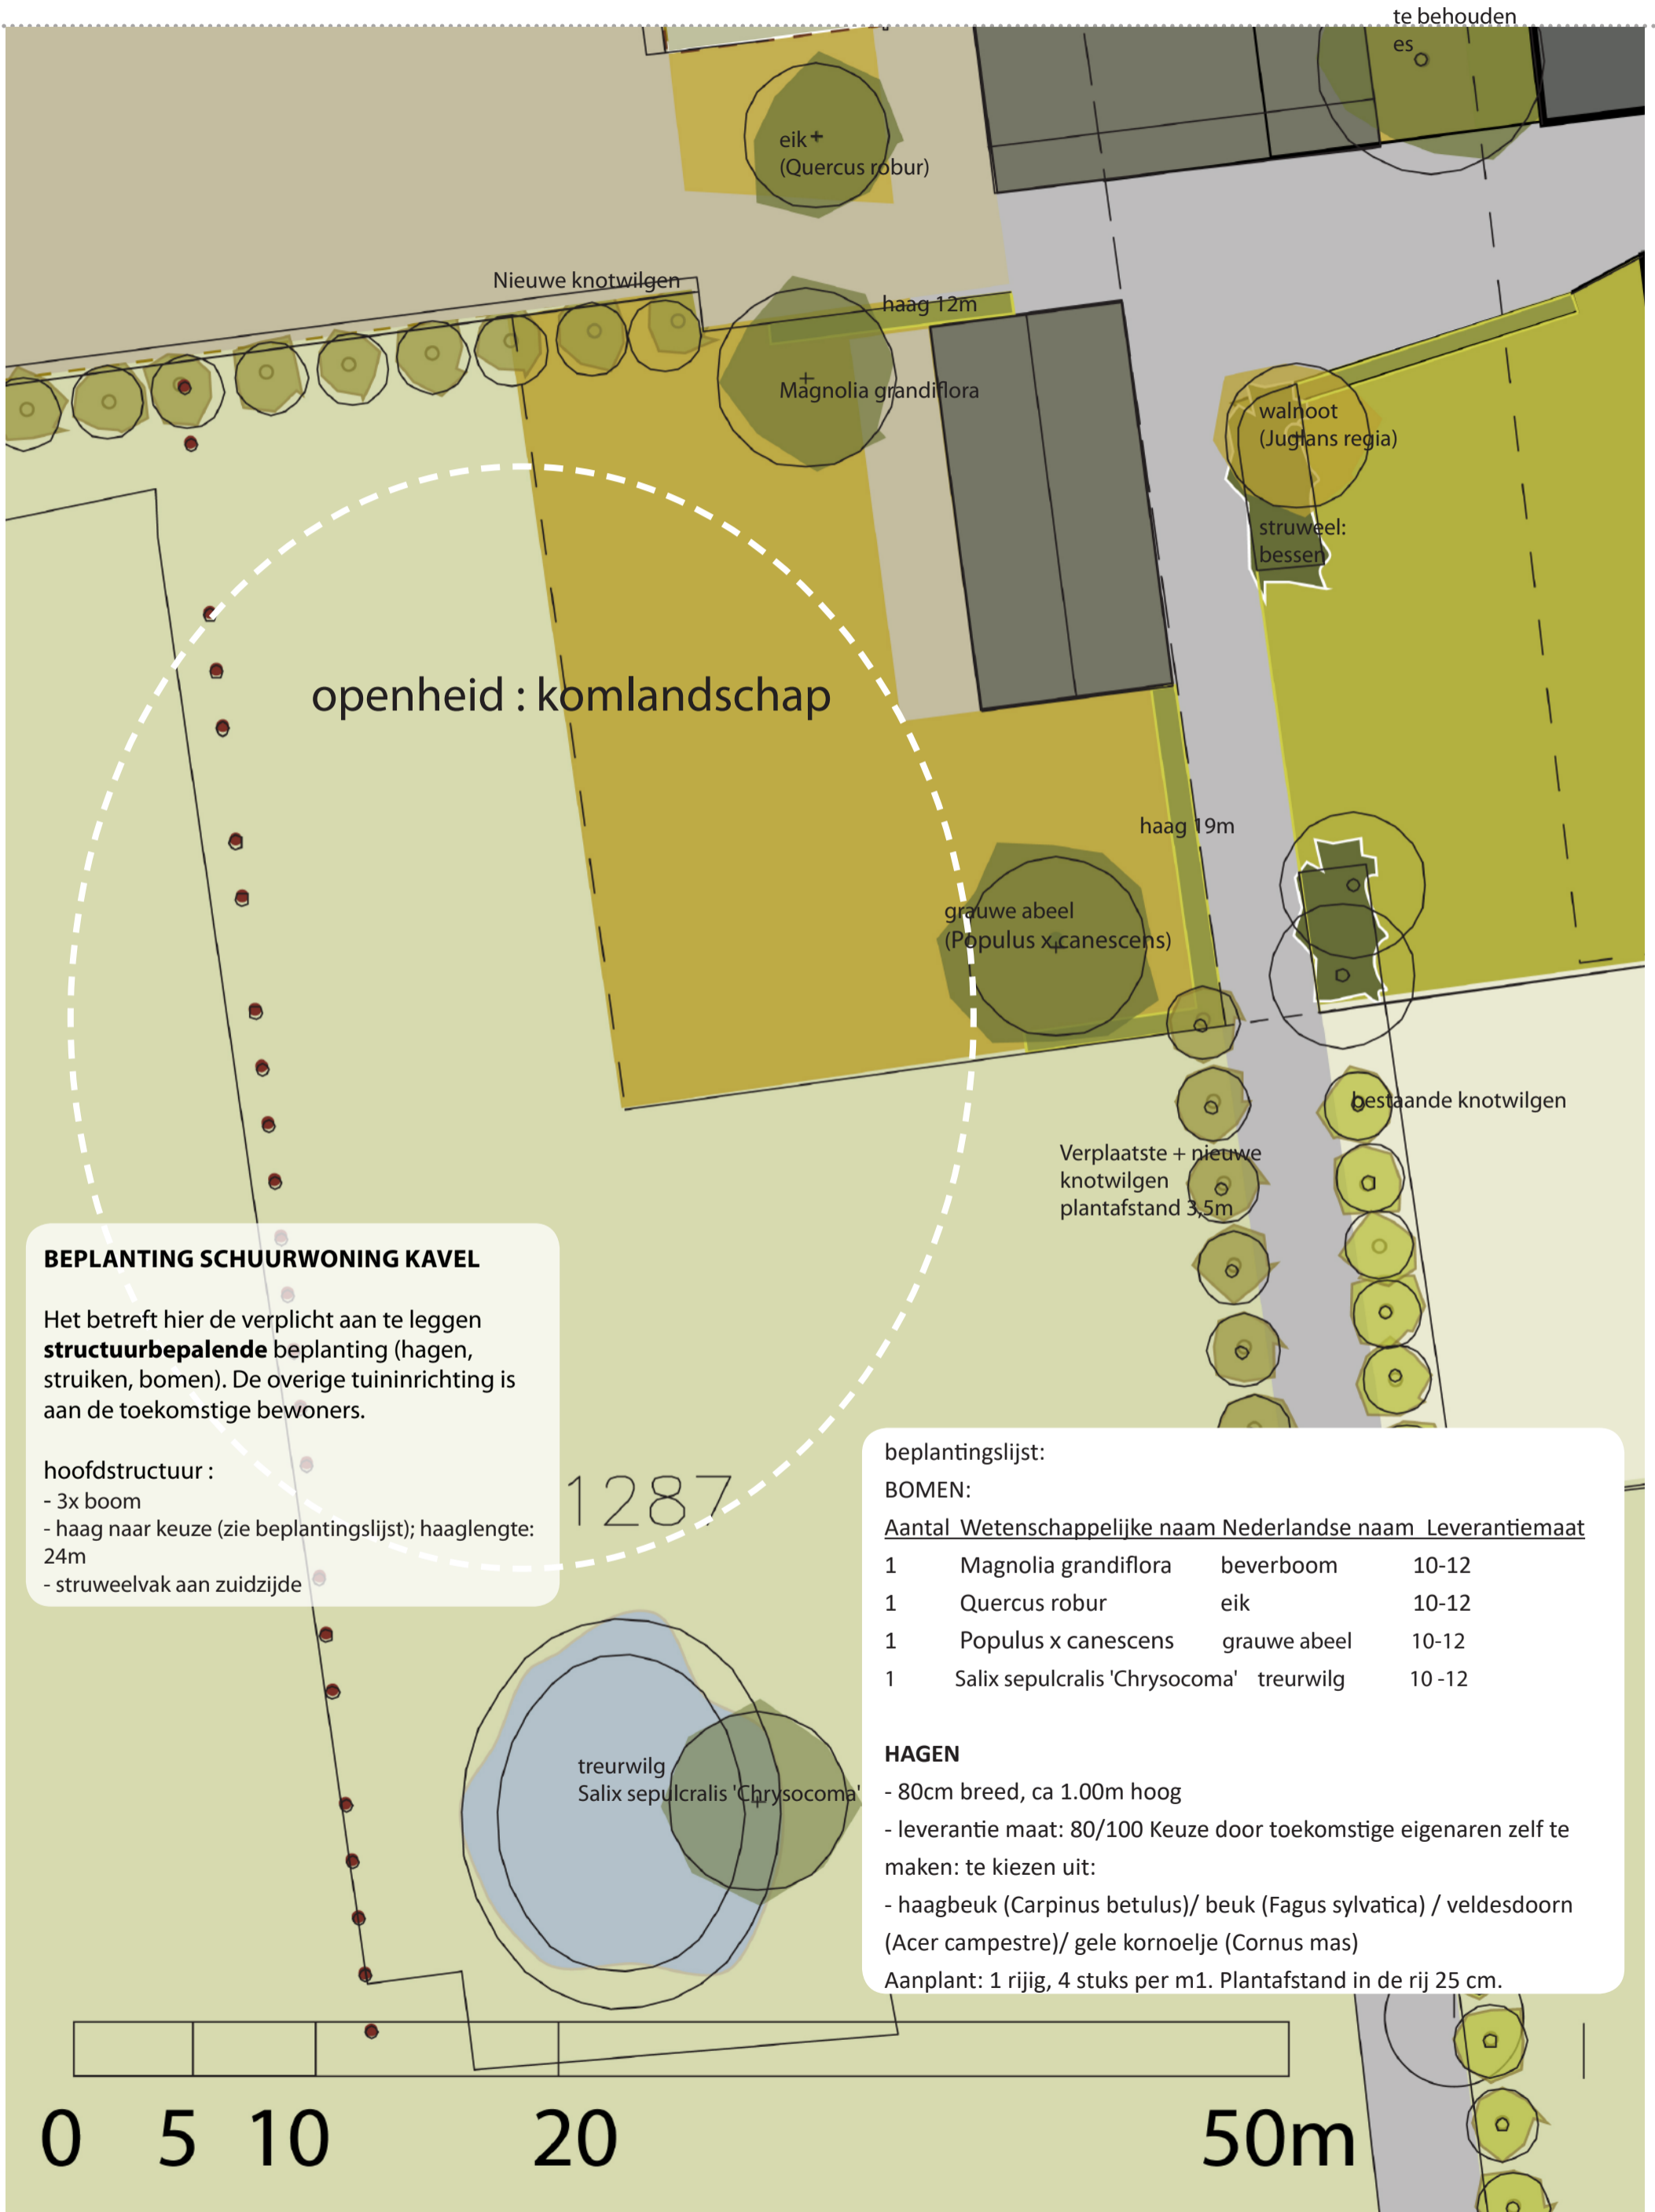 te behouden
es
eik
(Quercus robur)
Nieuwe knotwilgen
haag 12m
Magnolia grandiflora
walnoot
(Juglans regia)
struweel:
bessen
openheid : komlandschap
haag 19m
grauwe abeel
(Populus x canescens)
bestaande knotwilgen
Verplaatste + nieuwe
knotwilgen
plantafstand 3,5m
BEPLANTING SCHUURWONING KAVEL
Het betreft hier de verplicht aan te leggen
structuurbepalende beplanting (hagen,
struiken, bomen). De overige tuininrichting is
aan de toekomstige bewoners.
hoofdstructuur :
- 3x boom
- haag naar keuze (zie beplantingslijst); haaglengte:
24m
- struweelvak aan zuidzijde
1287
beplantingslijst:
BOMEN:
Aantal Wetenschappelijke naam Nederlandse naam Leverantiemaat
1 Magnolia grandiflora beverboom 10-12
1 Quercus robur eik 10-12
1 Populus x canescens grauwe abeel 10-12
1 Salix sepulcralis 'Chrysocoma' treurwilg 10 -12
HAGEN
- 80cm breed, ca 1.00m hoog
- leverantie maat: 80/100 Keuze door toekomstige eigenaren zelf te
maken: te kiezen uit:
- haagbeuk (Carpinus betulus)/ beuk (Fagus sylvatica) / veldesdoorn
(Acer campestre)/ gele kornoelje (Cornus mas)
Aanplant: 1 rijig, 4 stuks per m1. Plantafstand in de rij 25 cm.
treurwilg
Salix sepulcralis 'Chrysocoma'
0 5 10 20 50m